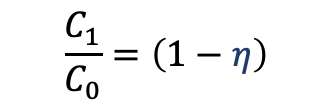 C₁/C₀ = (1 − η)